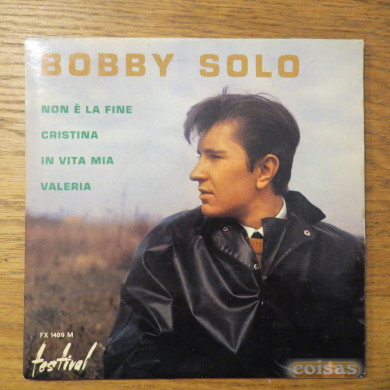 BOBBY SOLO
NON È LA FINE
CRISTINA
IN VITA MIA
VALERIA
FX 1409 M
festival
coisas